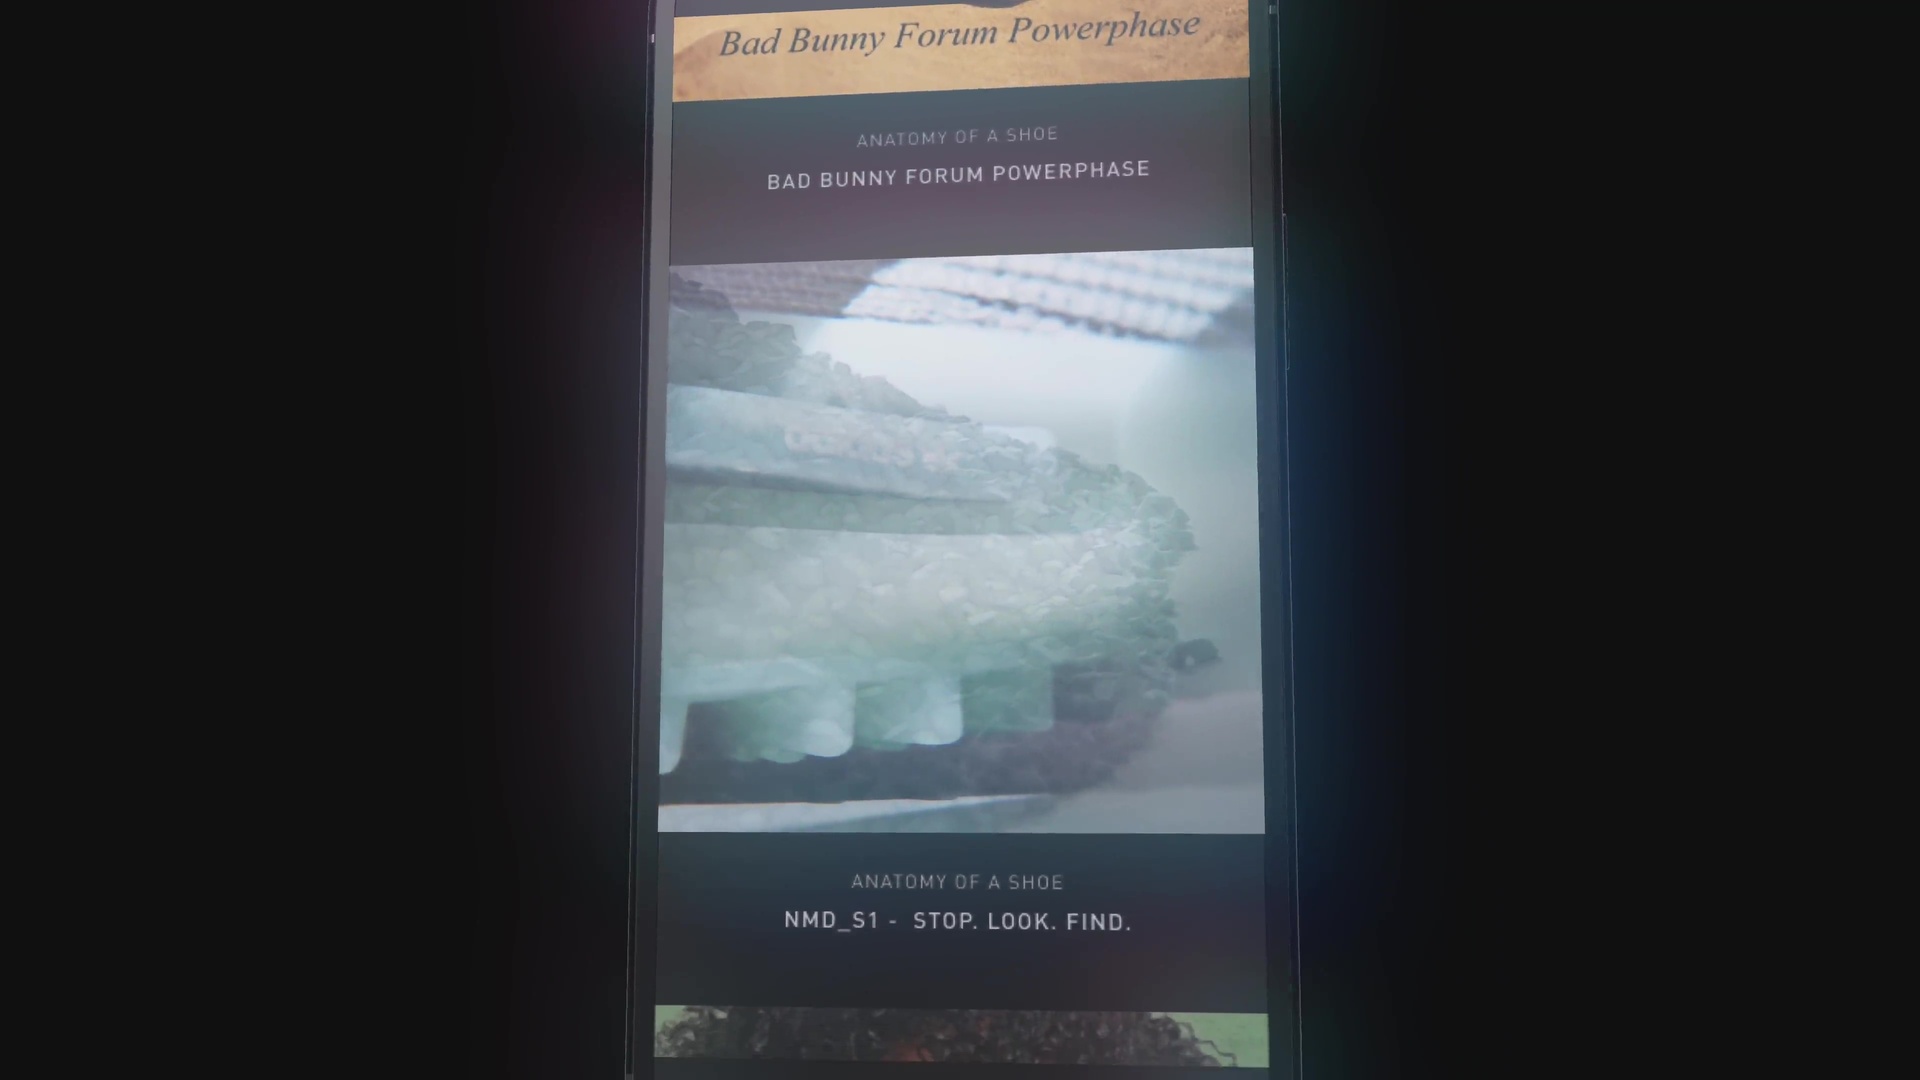 Bad Bunny Forum Powerphase
ANATOMY OF A SHOE
BAD BUNNY FORUM POWERPHASE
ANATOMY OF A SHOE
NMD_S1 - STOP. LOOK. FIND.